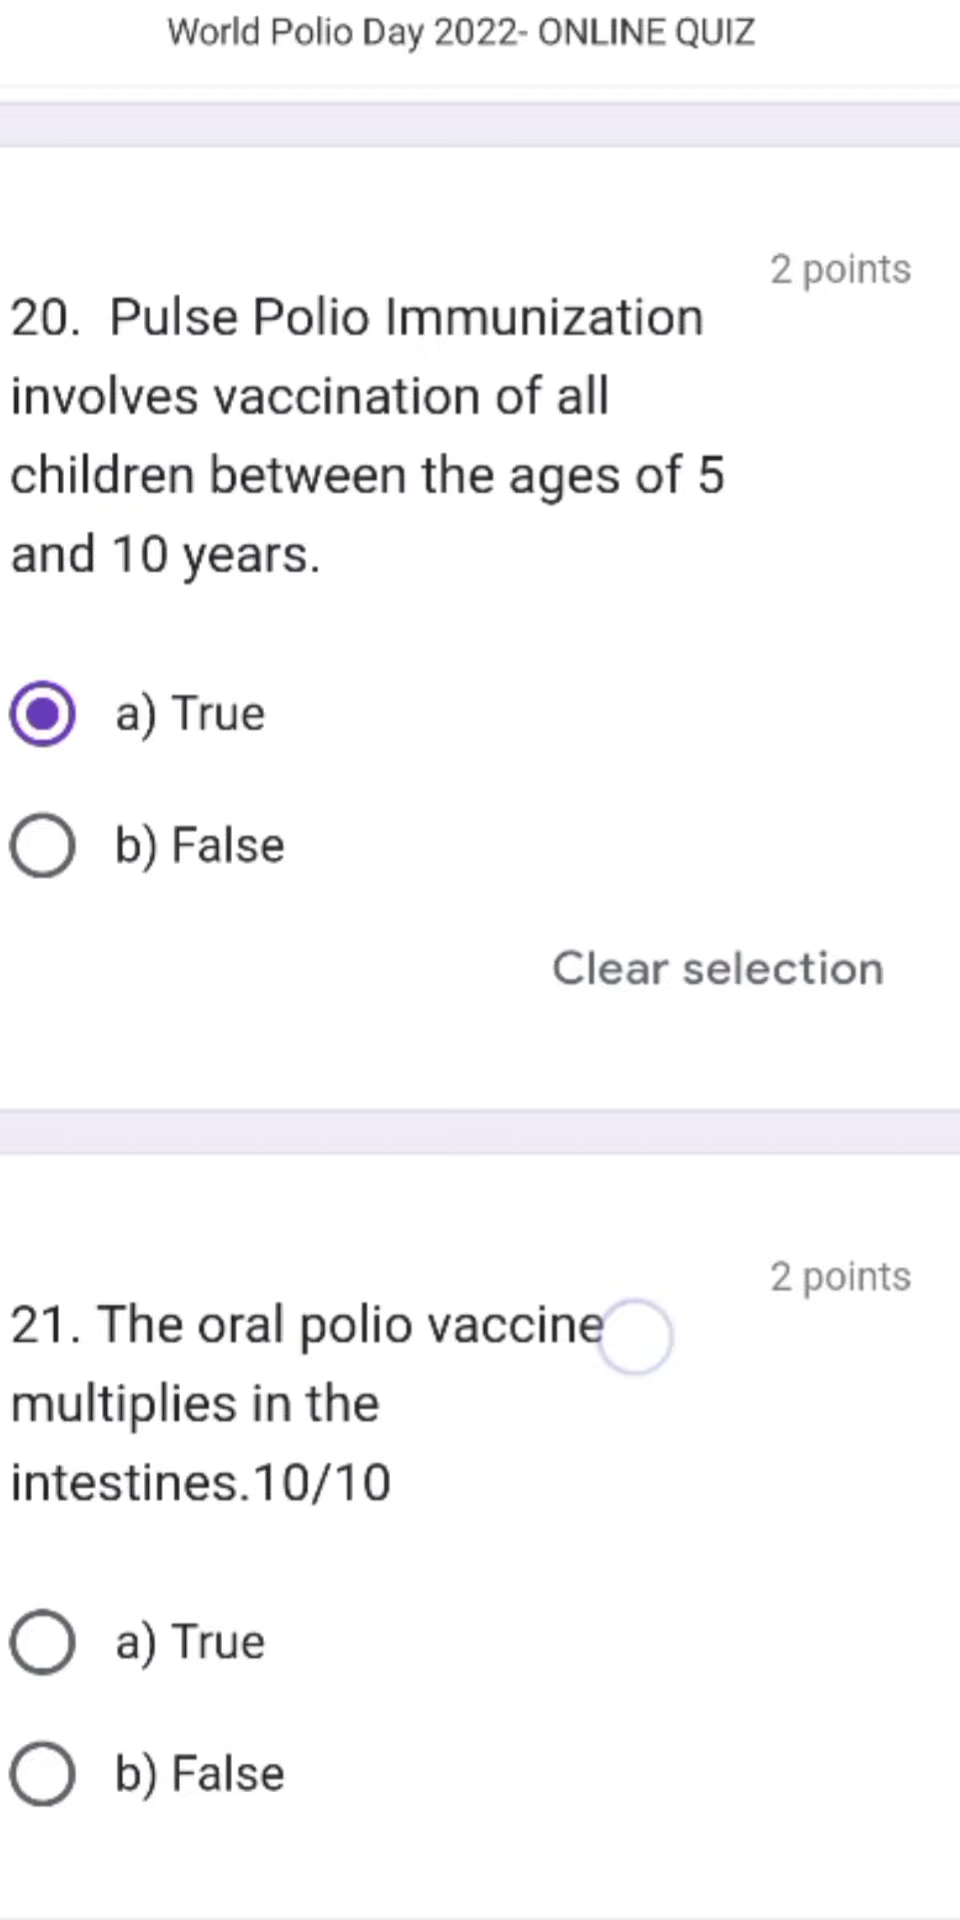 World Polio Day 2022- ONLINE QUIZ
2 points
20. Pulse Polio Immunization
involves vaccination of all
children between the ages of 5
and 10 years.
a) True
b) False
Clear selection
2 points
21. The oral polio vaccine
multiplies in the
intestines.10/10
a) True
b) False